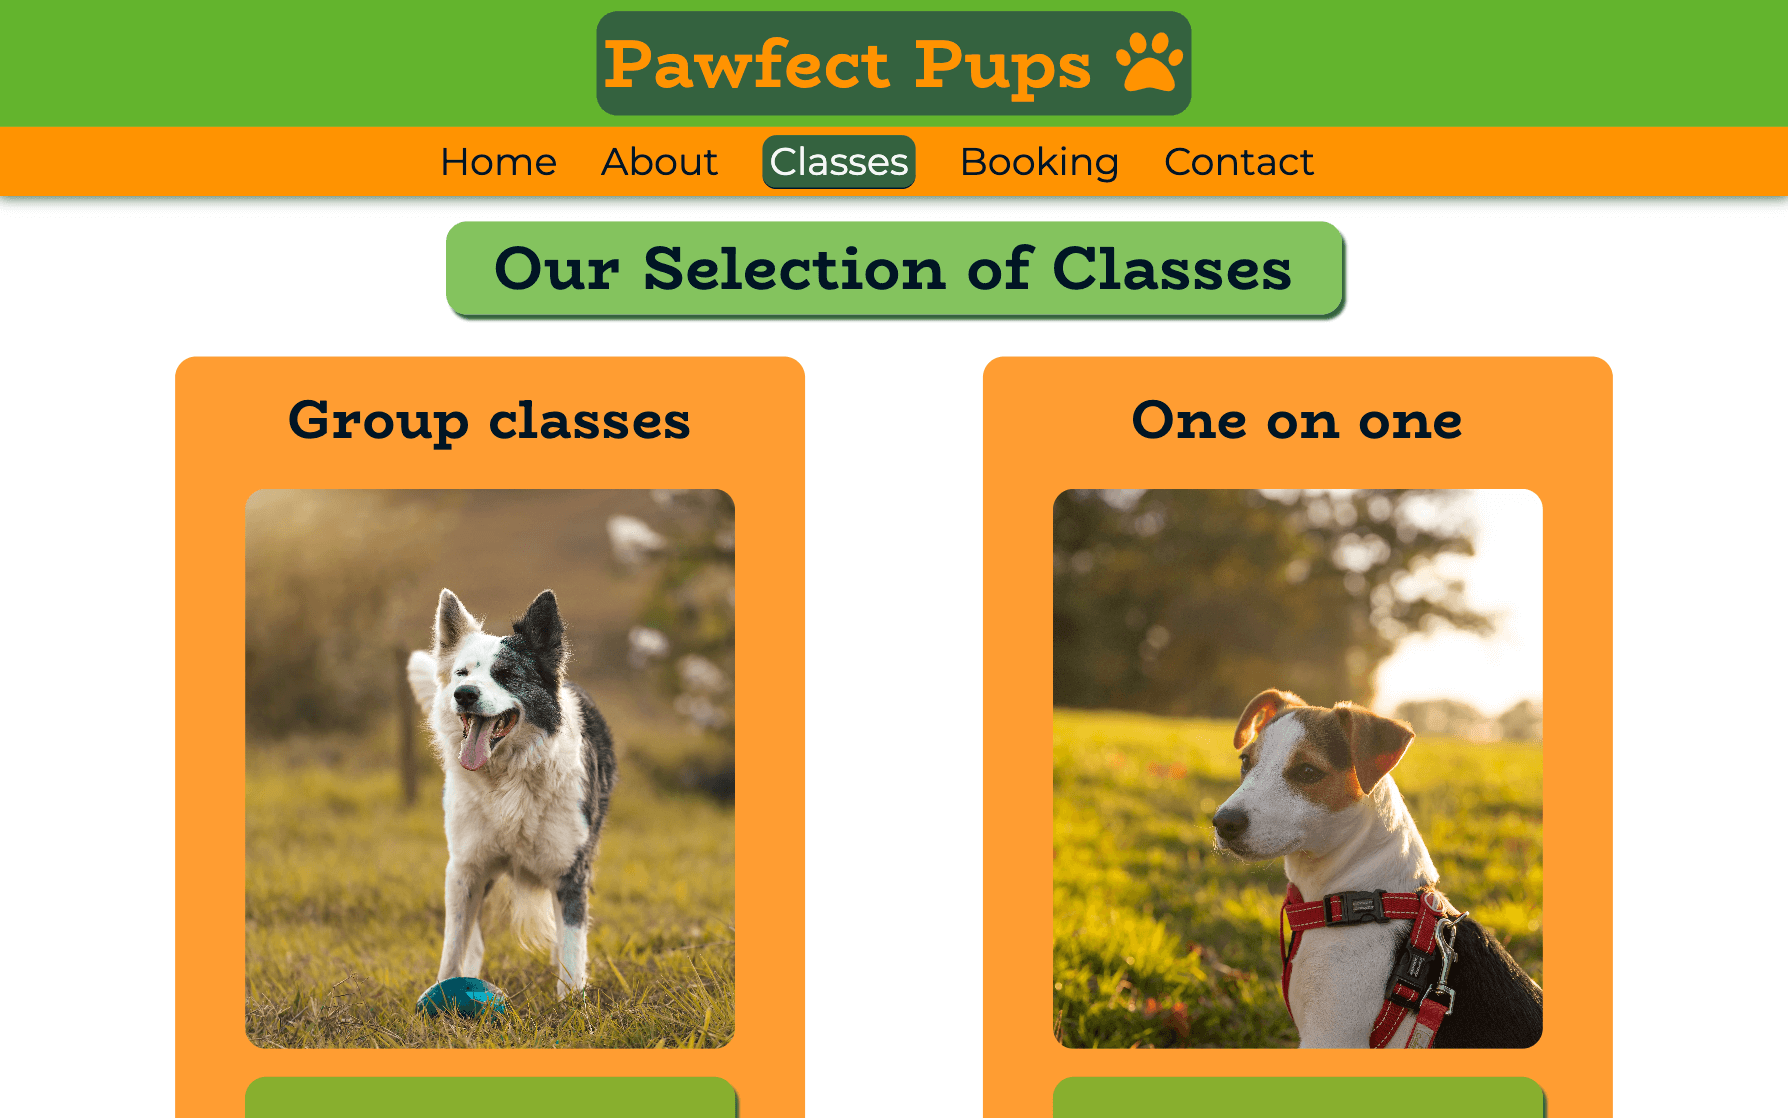 Pawfect Pups
Home About Classes Booking Contact
Our Selection of Classes
Group classes
One on one